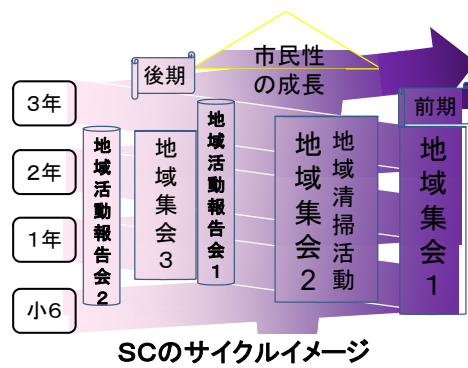 市民性
の成長
後期
前期
3年
2年
1年
小6
地域活動報告会2
地域集会3
地域活動報告会1
地域清掃活動
地域集会2
地域集会1
SCのサイクルイメージ